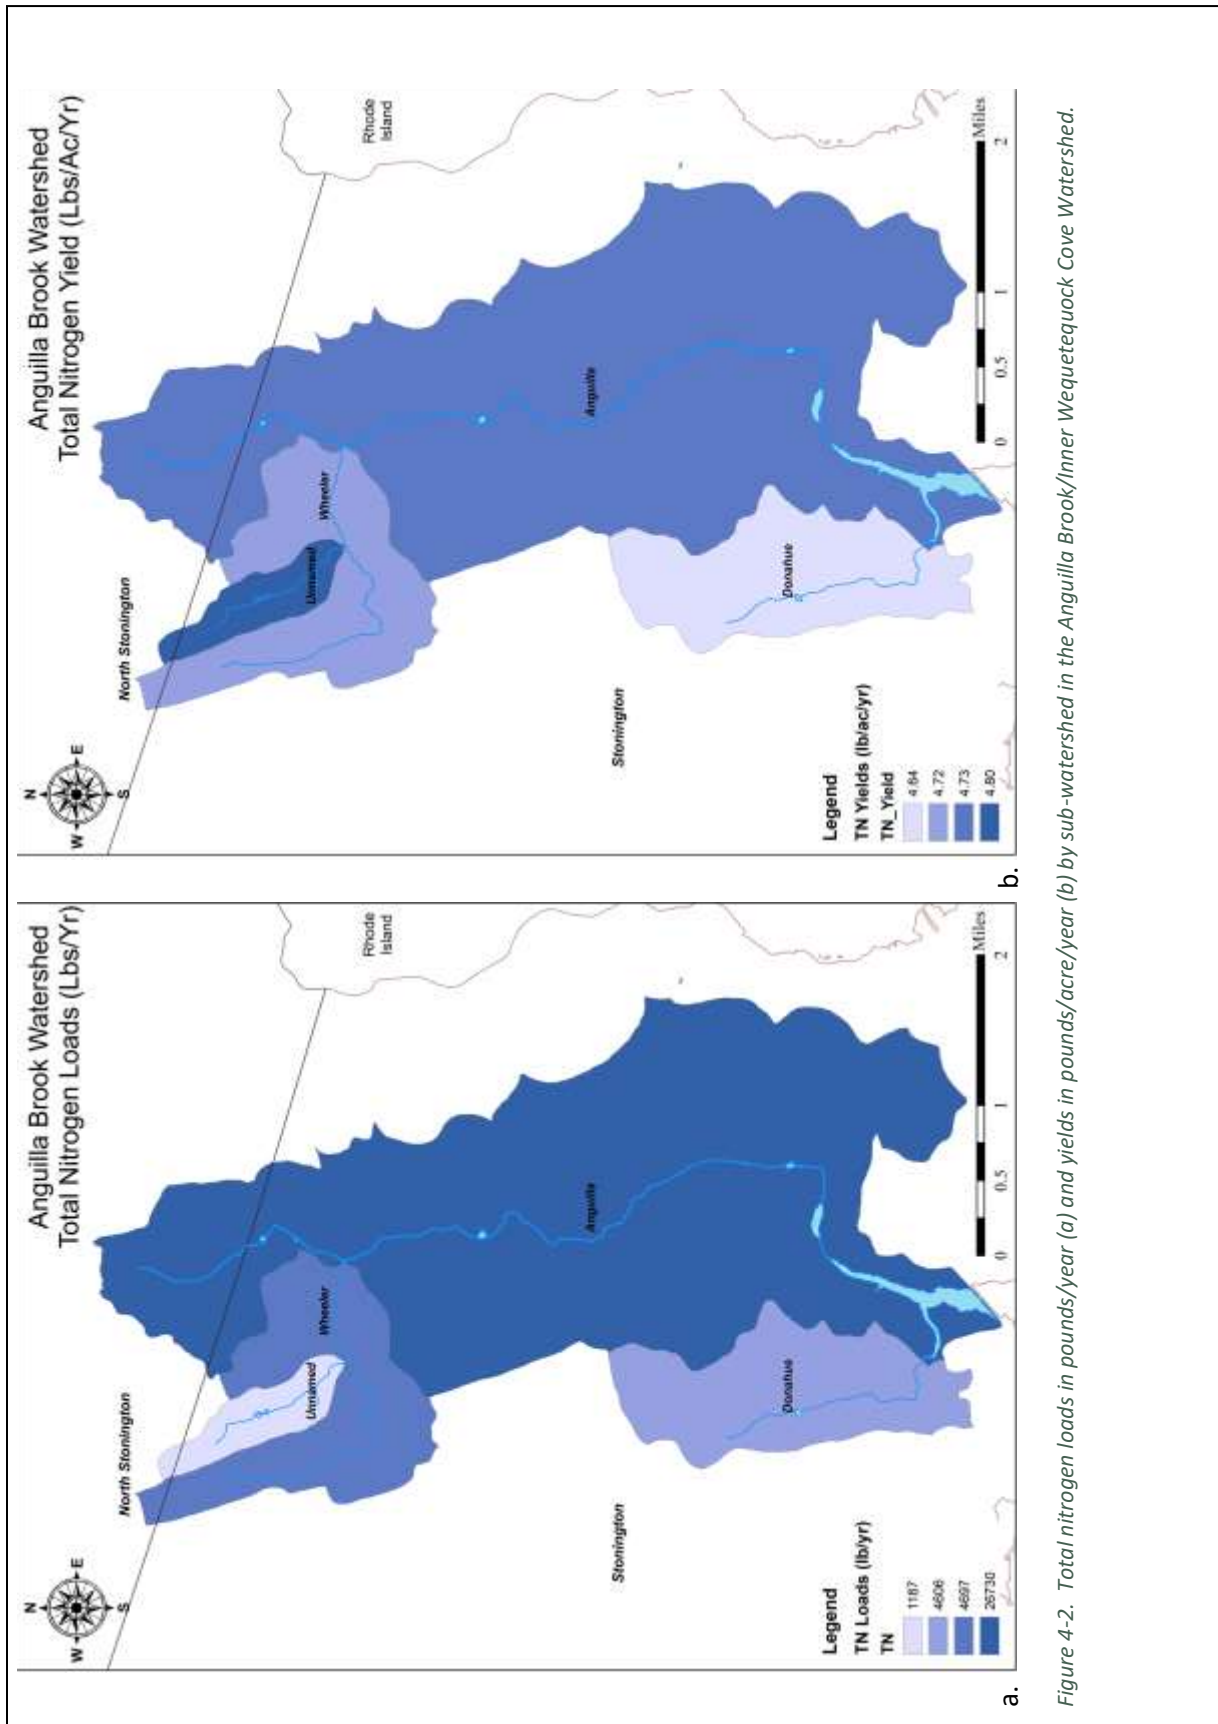 Anguilla Brook Watershed
Total Nitrogen Loads (Lbs/Yr)
N
W
E
S
North Stonington
Rhode
Island
Unnamed
Wheeler
Anguilla
Donahue
Stonington
Legend
TN Loads (lb/yr)
TN
1187
4606
4697
26730
0 0.5 1 2
Miles
a.
Anguilla Brook Watershed
Total Nitrogen Yield (Lbs/Ac/Yr)
N
W
E
S
North Stonington
Rhode
Island
Unnamed
Wheeler
Anguilla
Donahue
Stonington
Legend
TN Yields (lb/ac/yr)
TN_Yield
4.64
4.72
4.73
4.80
0 0.5 1 2
Miles
b.
Figure 4-2. Total nitrogen loads in pounds/year (a) and yields in pounds/acre/year (b) by sub-watershed in the Anguilla Brook/Inner Wequetequock Cove Watershed.